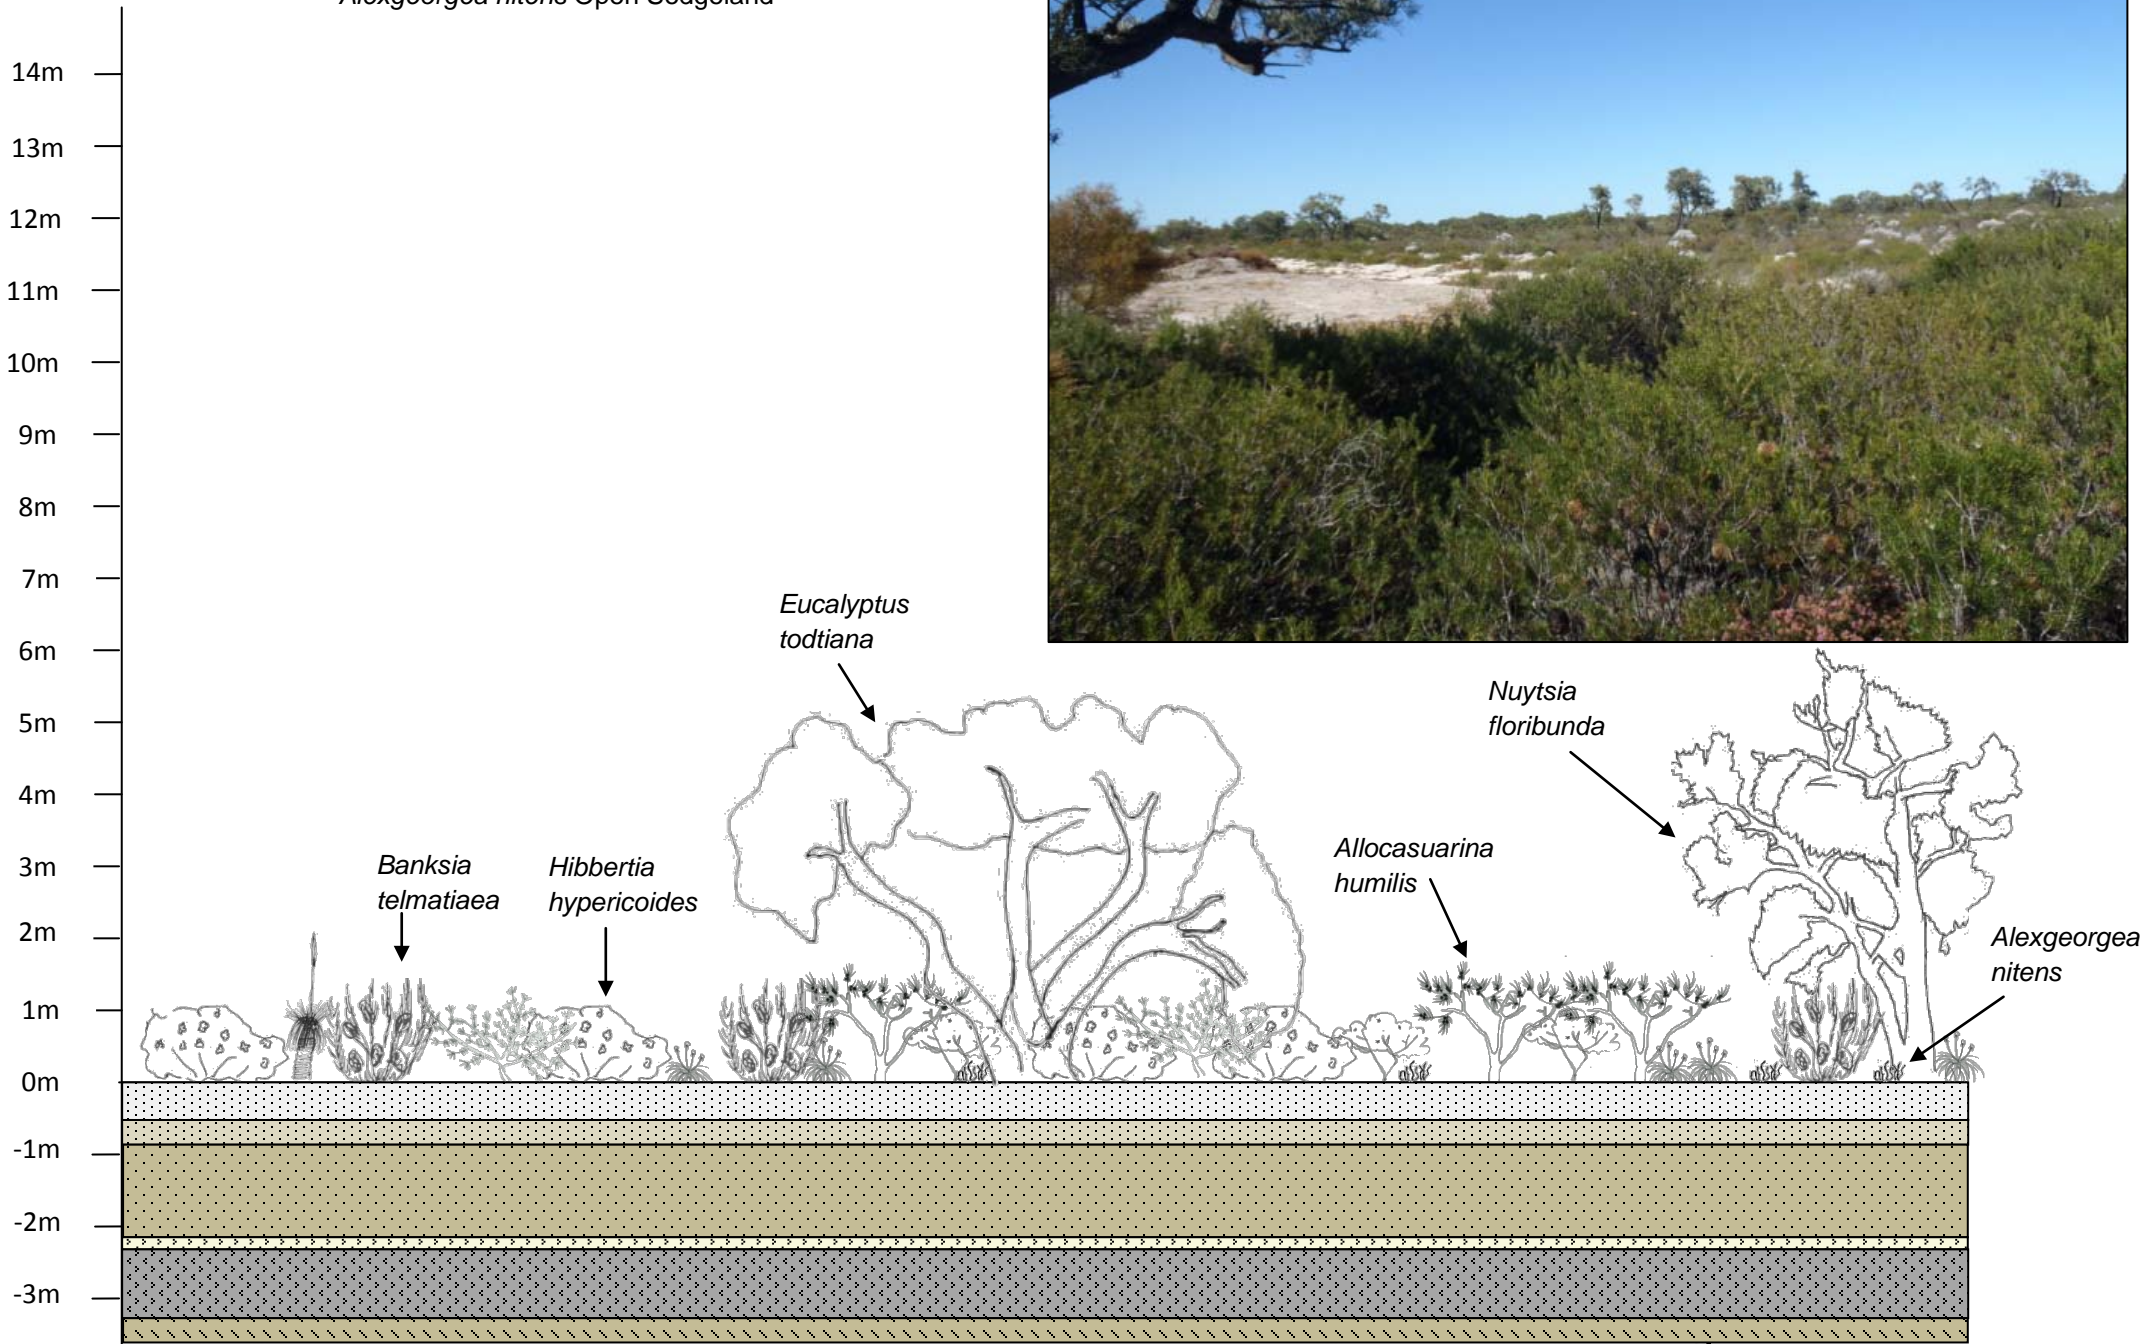 Alexgeorgea nitens Open Sedgeland
14m
13m
12m
11m
10m
9m
8m
7m
6m
5m
4m
3m
2m
1m
0m
-1m
-2m
-3m
Eucalyptus
todtiana
Nuytsia
floribunda
Banksia
telmatiaea
Hibbertia
hypericoides
Allocasuarina
humilis
Alexgeorgea
nitens